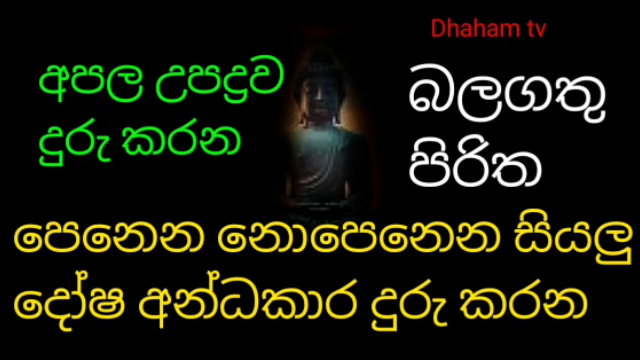 Dhaham tv
අපල උපද්‍රව
දුරු කරන
බලගතු
පිරිත
පෙනෙන නොපෙනෙන සියලු
දෝෂ අන්ධකාර දුරු කරන